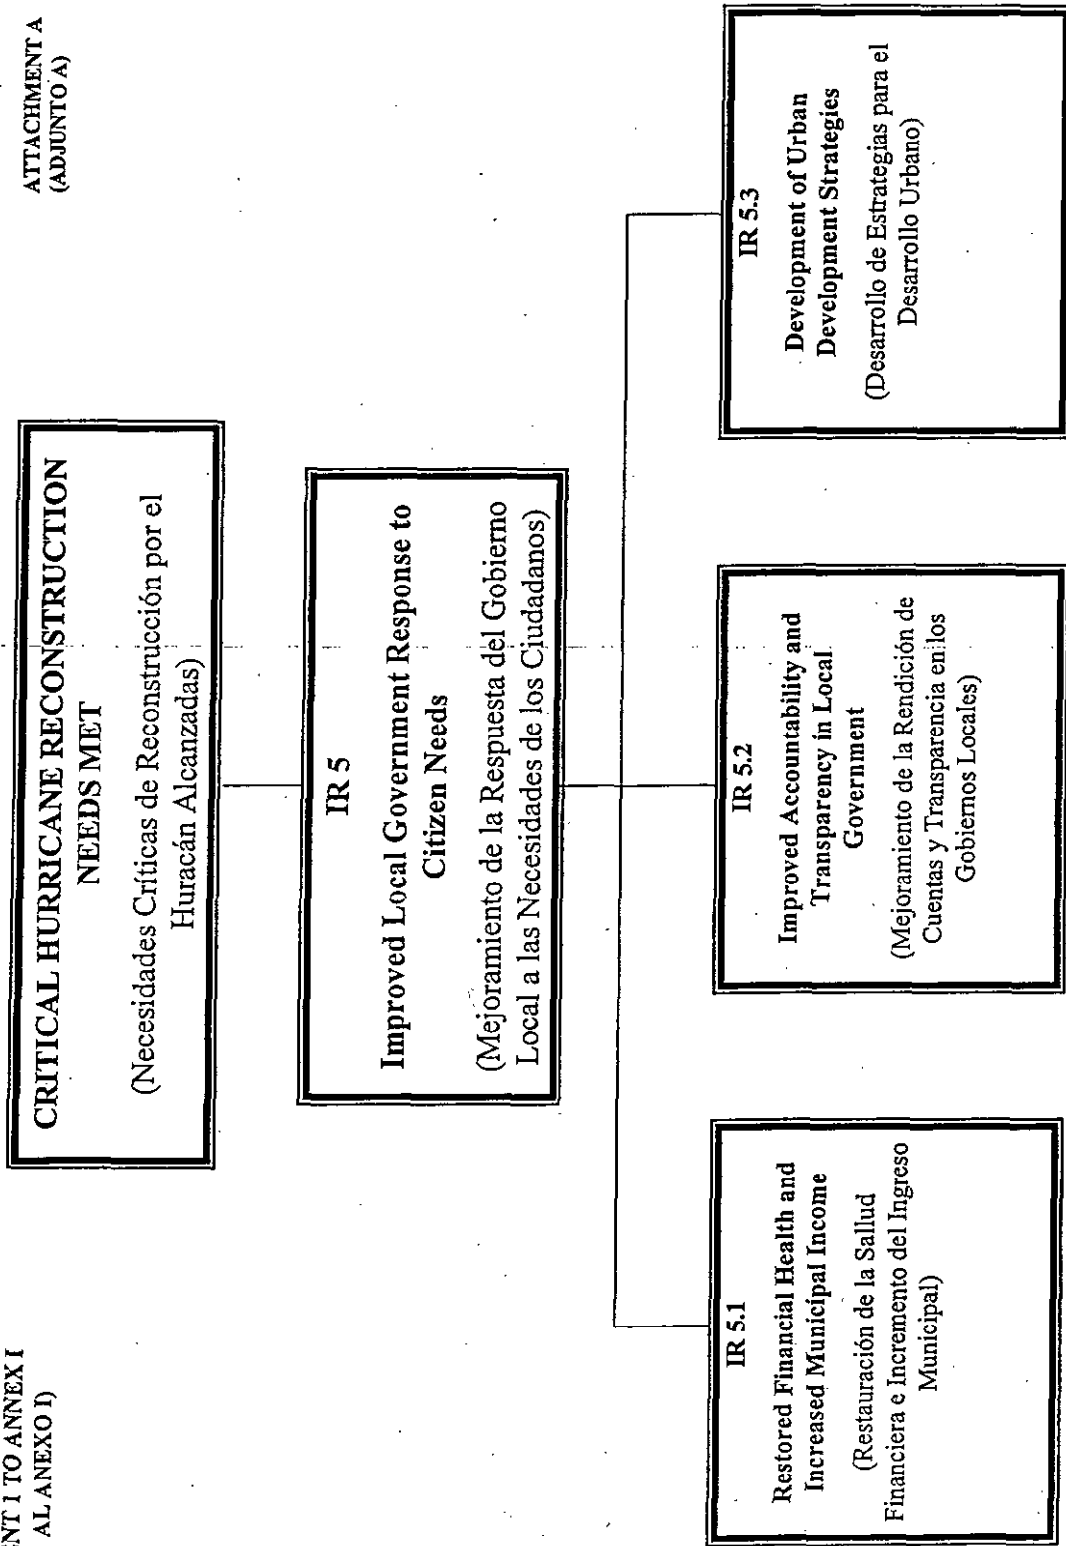 NT 1 TO ANNEX I
AL ANEXO I)
ATTACHMENT A
(ADJUNTO A)
CRITICAL HURRICANE RECONSTRUCTION
NEEDS MET
(Necesidades Críticas de Reconstrucción por el
Huracán Alcanzadas)
IR 5
Improved Local Government Response to
Citizen Needs
(Mejoramiento de la Respuesta del Gobierno
Local a las Necesidades de los Ciudadanos)
IR 5.1
Restored Financial Health and
Increased Municipal Income
(Restauración de la Sallud
Financiera e Incremento del Ingreso
Municipal)
IR 5.2
Improved Accountability and
Transparency in Local
Government
(Mejoramiento de la Rendición de
Cuentas y Transparencia en los
Gobiernos Locales)
IR 5.3
Development of Urban
Development Strategies
(Desarrollo de Estrategias para el
Desarrollo Urbano)